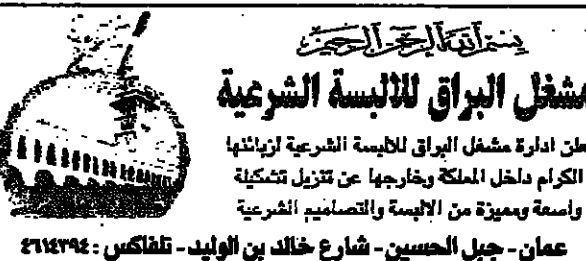 بسم الله الرحمن الرحيم
مشغل البراق للالبسة الشرعية
تعلن ادارة مشغل البراق للالبسة الشرعية لزبائنها
الكرام داخل المملكة وخارجها عن تنزيل تشكيلة
واسعة ومميزة من الالبسة والتصاميم الشرعية
عمان - جبل الحسين - شارع خالد بن الوليد - تلفاكس : ٤٦١٤٣٩٤